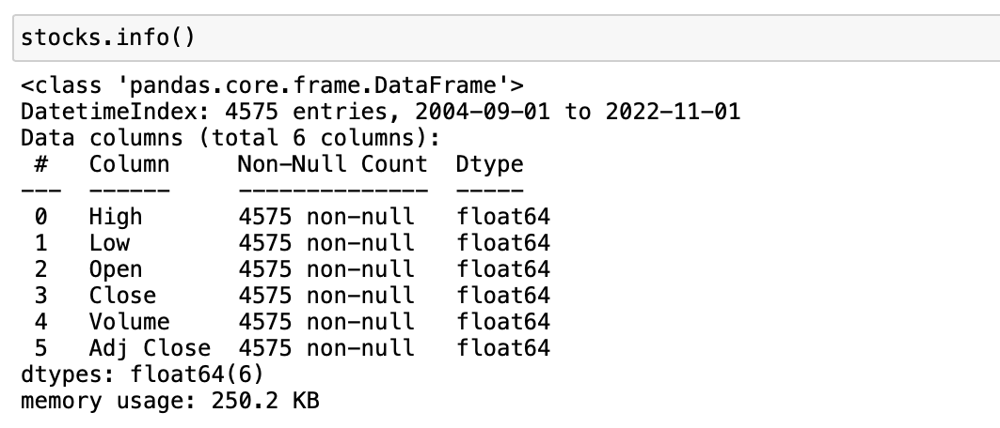 stocks.info()
<class 'pandas.core.frame.DataFrame'>
DatetimeIndex: 4575 entries, 2004-09-01 to 2022-11-01
Data columns (total 6 columns):
 #   Column     Non-Null Count  Dtype
---  ------     --------------  -----
 0   High       4575 non-null   float64
 1   Low        4575 non-null   float64
 2   Open       4575 non-null   float64
 3   Close      4575 non-null   float64
 4   Volume     4575 non-null   float64
 5   Adj Close  4575 non-null   float64
dtypes: float64(6)
memory usage: 250.2 KB